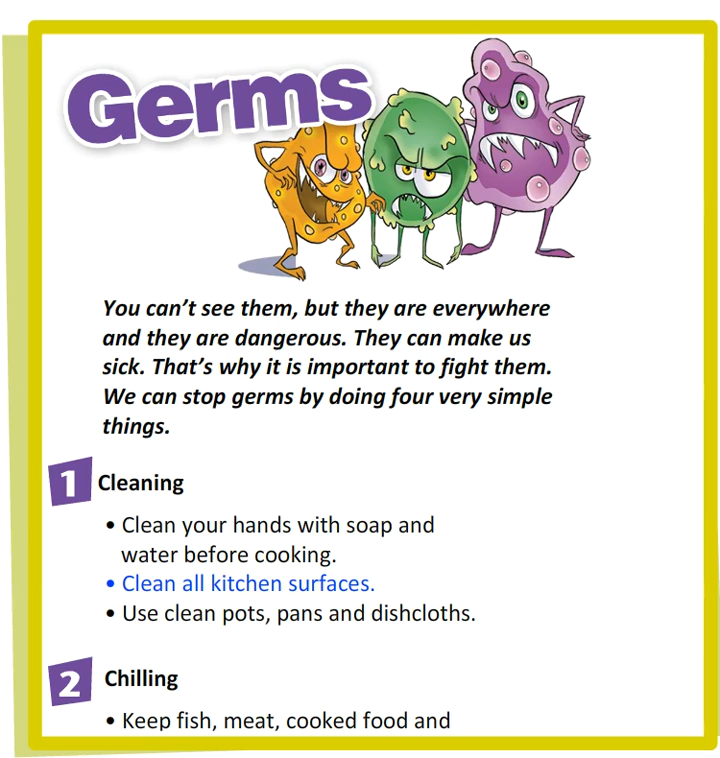 Germs
You can't see them, but they are everywhere
and they are dangerous. They can make us
sick. That's why it is important to fight them.
We can stop germs by doing four very simple
things.
1 Cleaning
• Clean your hands with soap and
water before cooking.
• Clean all kitchen surfaces.
• Use clean pots, pans and dishcloths.
2 Chilling
• Keep fish, meat, cooked food and